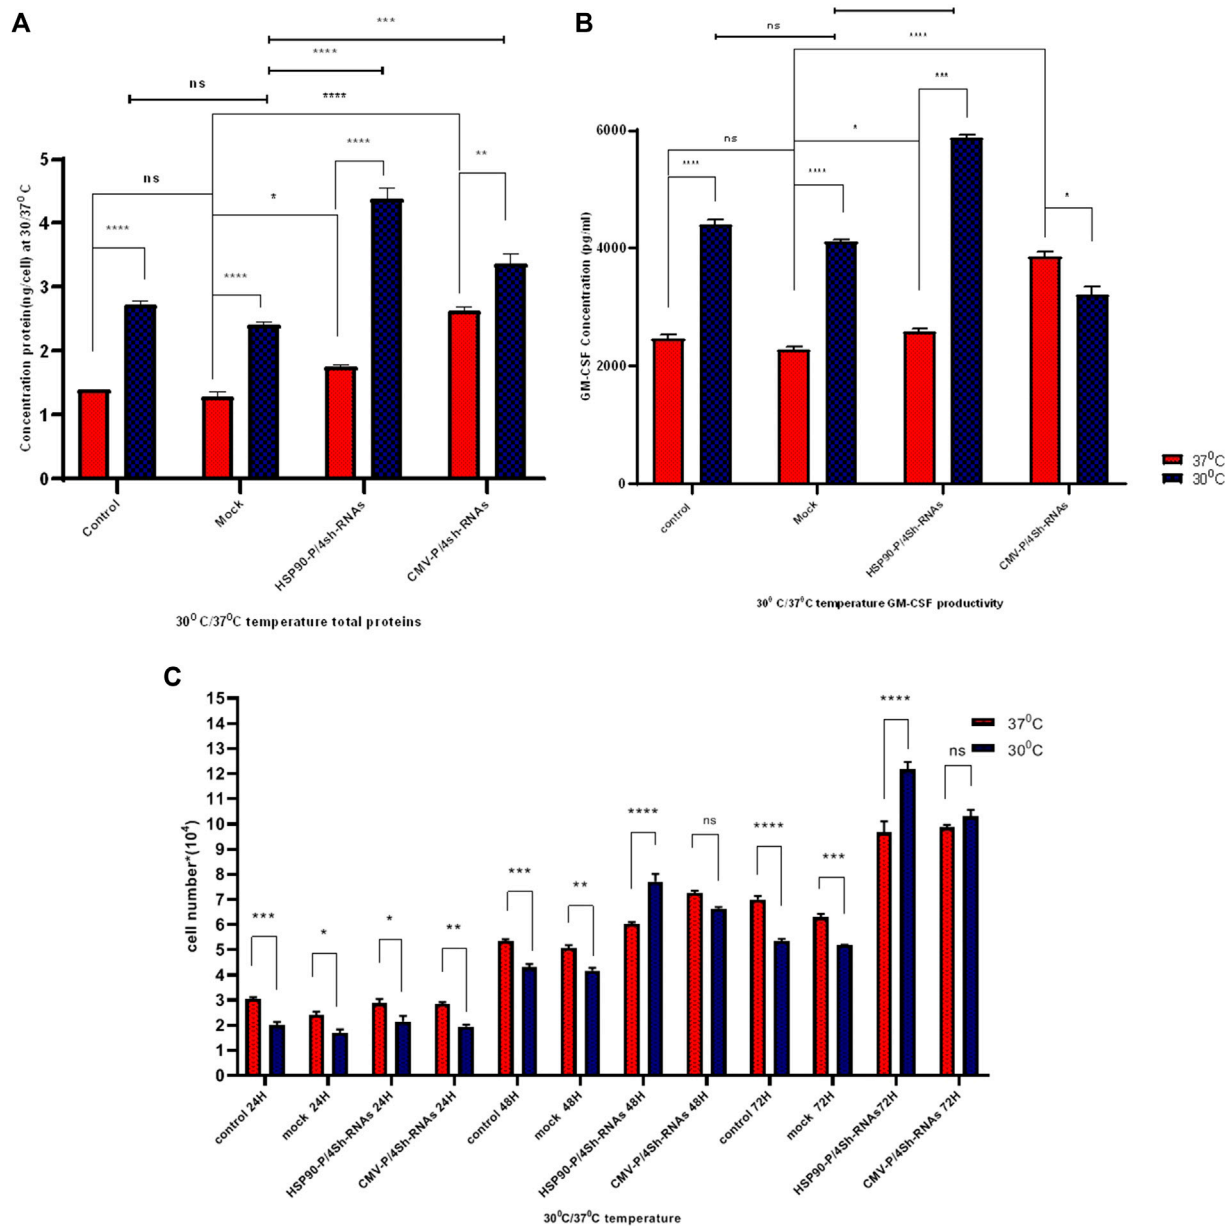 A
***
****
ns
****
****
**
ns
*
****
****
Concentration protein(ng/cell) at 30/37⁰ C
5
4
3
2
1
0
Control
Mock
HSP90-P/4sh-RNAs
CMV-P/4sh-RNAs
30⁰ C/37⁰C temperature total proteins
B
ns
****
***
*
ns
****
****
*
GM-CSF Concentration (pg/ml)
6000
4000
2000
0
control
Mock
HSP90-P/4Sh-RNAs
CMV-P/4Sh-RNAs
37⁰C
30⁰C
30⁰ C/37⁰C temperature GM-CSF productivity
C
cell number*(10⁴)
15
14
13
12
11
10
9
8
7
6
5
4
3
2
1
0
***
*
*
**
***
**
****
ns
****
***
****
ns
37⁰C
30⁰C
control 24H
mock 24H
HSP90-P/4Sh-RNAs 24H
CMV-P/4Sh-RNAs 24H
control 48H
mock 48H
HSP90-P/4Sh-RNAs 48H
CMV-P/4Sh-RNAs 48H
control 72H
mock 72H
HSP90-P/4Sh-RNAs72H
CMV-P/4Sh-RNAs 72H
30⁰C/37⁰C temperature